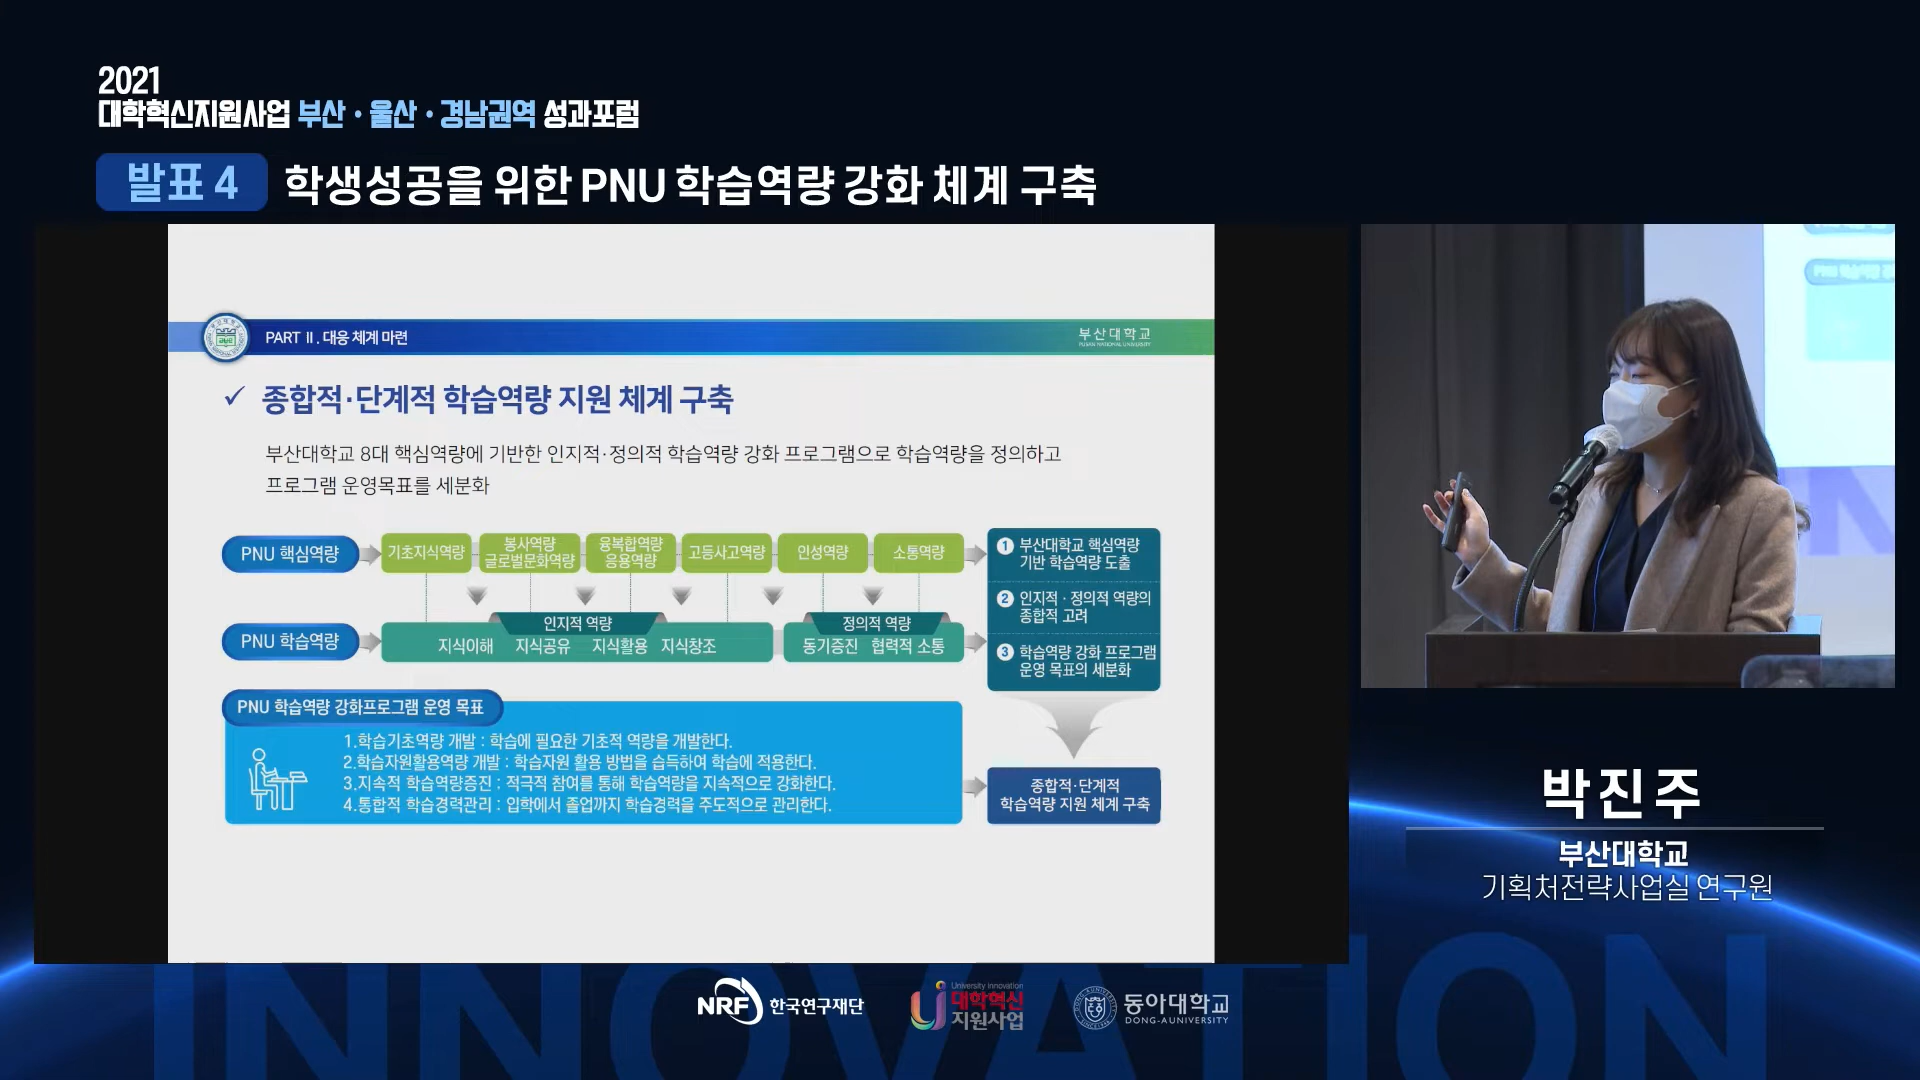 2021
대학혁신지원사업 부산·울산·경남권역 성과포럼
발표 4 학생성공을 위한 PNU 학습역량 강화 체계 구축
PART Ⅱ. 대응 체계 마련
부산대학교
PUSAN NATIONAL UNIVERSITY
✓ 종합적·단계적 학습역량 지원 체계 구축
부산대학교 8대 핵심역량에 기반한 인지적·정의적 학습역량 강화 프로그램으로 학습역량을 정의하고
프로그램 운영목표를 세분화
PNU 핵심역량
기초지식역량
봉사역량
글로벌문화역량
융복합역량
응용역량
고등사고역량
인성역량
소통역량
PNU 학습역량
인지적 역량
지식이해 지식공유 지식활용 지식창조
정의적 역량
동기증진 협력적 소통
1 부산대학교 핵심역량
기반 학습역량 도출
2 인지적·정의적 역량의
종합적 고려
3 학습역량 강화 프로그램
운영 목표의 세분화
PNU 학습역량 강화프로그램 운영 목표
1.학습기초역량 개발 : 학습에 필요한 기초적 역량을 개발한다.
2.학습자원활용역량 개발 : 학습자원 활용 방법을 습득하여 학습에 적용한다.
3.지속적 학습역량증진 : 적극적 참여를 통해 학습역량을 지속적으로 강화한다.
4.통합적 학습경력관리 : 입학에서 졸업까지 학습경력을 주도적으로 관리한다.
종합적·단계적
학습역량 지원 체계 구축
박진주
부산대학교
기획처전략사업실 연구원
INNOVATION
NRF 한국연구재단
University innovation
대학혁신
지원사업
동아대학교
DONG-A UNIVERSITY